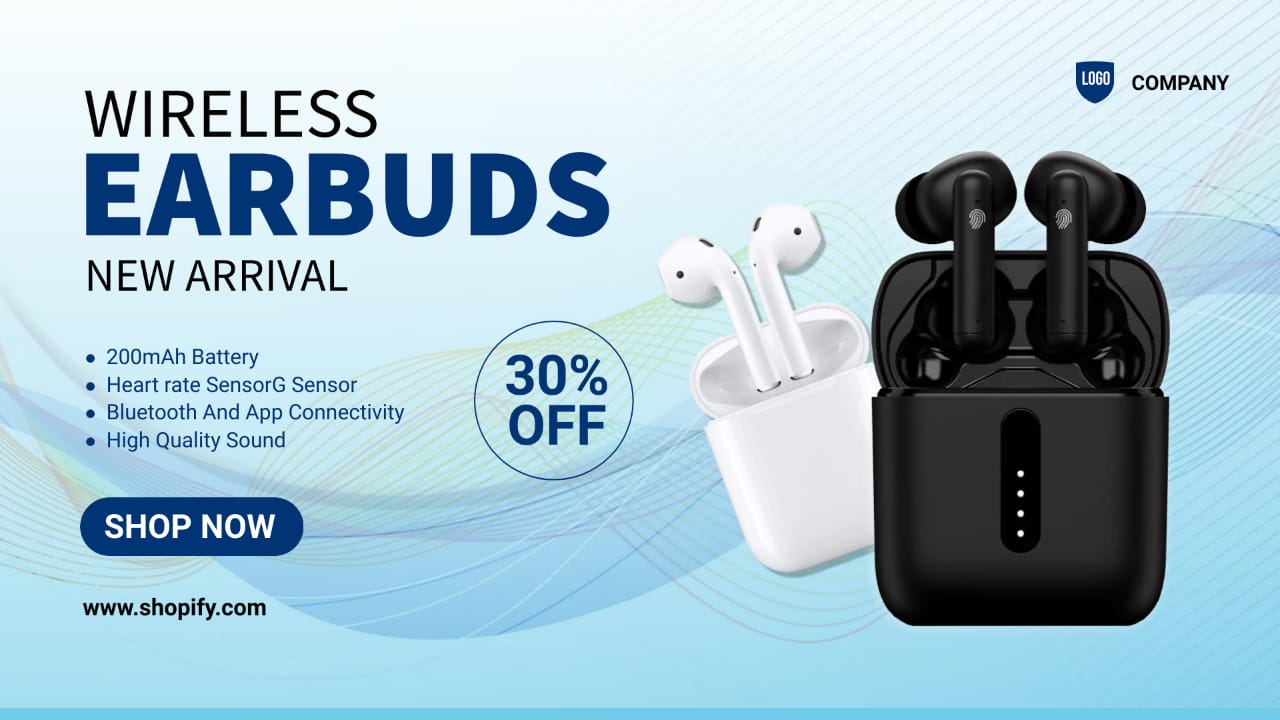 LOGO COMPANY
WIRELESS
EARBUDS
NEW ARRIVAL
200mAh Battery
Heart rate SensorG Sensor
Bluetooth And App Connectivity
High Quality Sound
30%
OFF
SHOP NOW
www.shopify.com